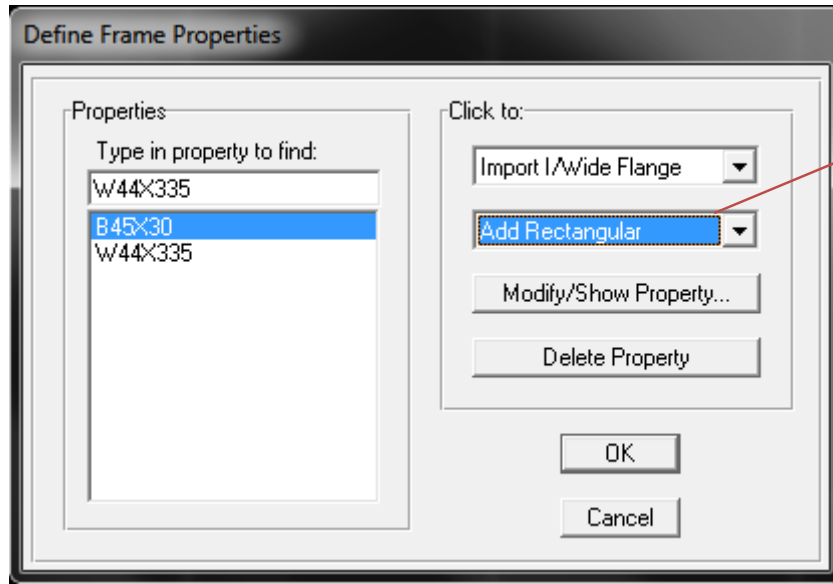 Define Frame Properties
Properties
Type in property to find:
W44X335
B45X30
W44X335
Click to:
Import I/Wide Flange
Add Rectangular
Modify/Show Property...
Delete Property
OK
Cancel